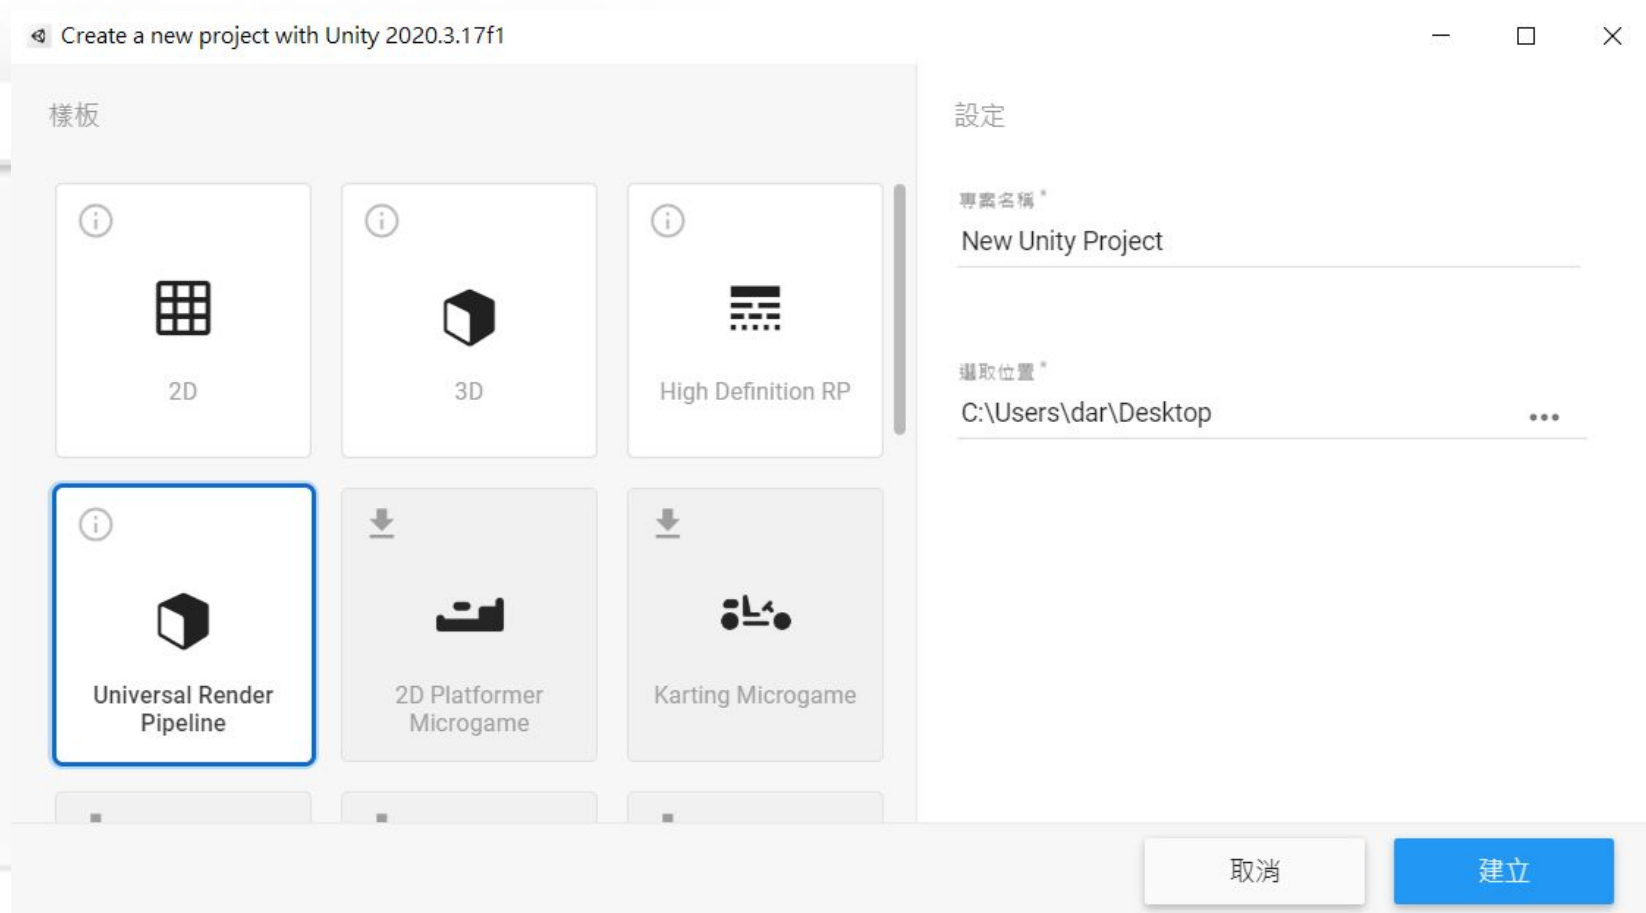 Create a new project with Unity 2020.3.17f1
樣板
2D
3D
High Definition RP
Universal Render
Pipeline
2D Platformer
Microgame
Karting Microgame
設定
專案名稱 *
New Unity Project
選取位置 *
C:\Users\dar\Desktop
取消
建立